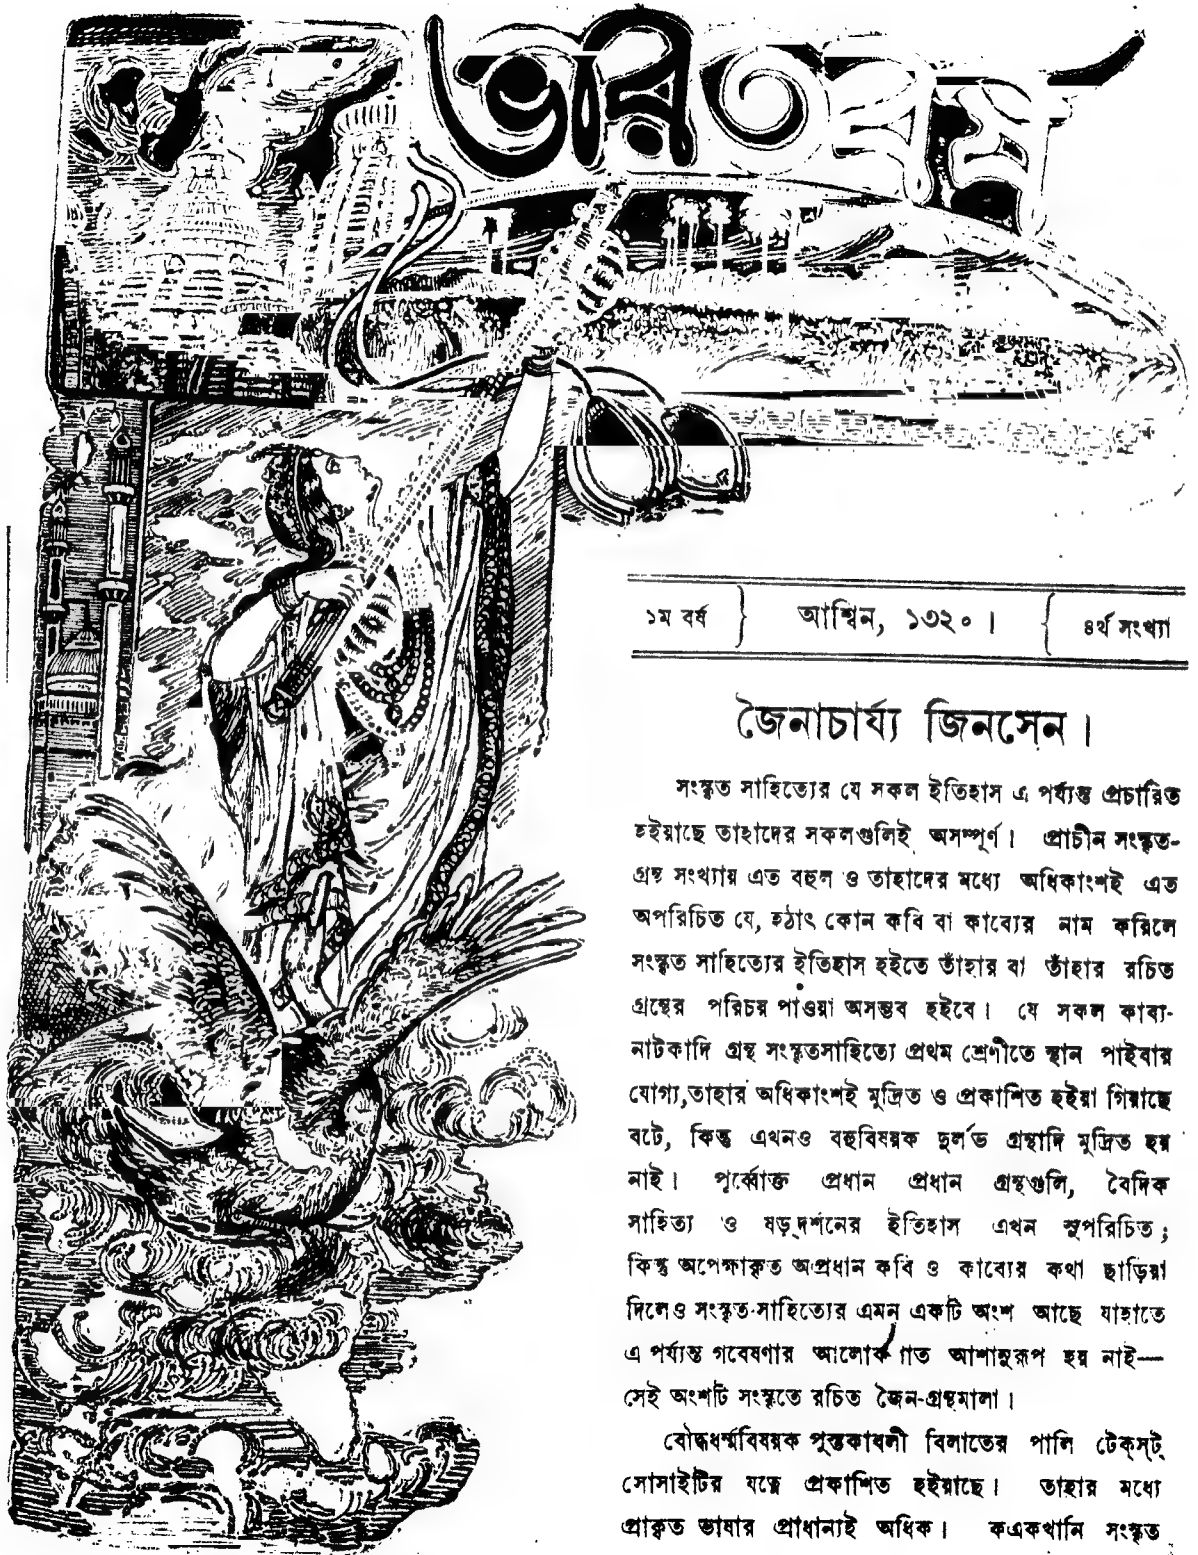 ভারতবর্ষ
১ম বর্ষ } আশ্বিন, ১৩২০ । { ৪র্থ সংখ্যা
জৈনাচার্য্য জিনসেন ।
সংস্কৃত সাহিত্যের যে সকল ইতিহাস এ পর্য্যন্ত প্রচারিত
হইয়াছে তাহাদের সকলগুলিই অসম্পূর্ণ । প্রাচীন সংস্কৃত-
গ্রন্থ সংখ্যায় এত বহুল ও তাহাদের মধ্যে অধিকাংশই এত
অপরিচিত যে, হঠাৎ কোন কবি বা কাব্যের নাম করিলে
সংস্কৃত সাহিত্যের ইতিহাস হইতে তাঁহার বা তাঁহার রচিত
গ্রন্থের পরিচয় পাওয়া অসম্ভব হইবে । যে সকল কাব্য-
নাটকাদি গ্রন্থ সংস্কৃতসাহিত্যে প্রথম শ্রেণীতে স্থান পাইবার
যোগ্য, তাহার অধিকাংশই মুদ্রিত ও প্রকাশিত হইয়া গিয়াছে
বটে, কিন্তু এখনও বহুবিষয়ক দুর্লভ গ্রন্থাদি মুদ্রিত হয়
নাই । পূর্ব্বোক্ত প্রধান প্রধান গ্রন্থগুলি, বৈদিক
সাহিত্য ও ষড়্দর্শনের ইতিহাস এখন সুপরিচিত ;
কিন্তু অপেক্ষাকৃত অপ্রধান কবি ও কাব্যের কথা ছাড়িয়া
দিলেও সংস্কৃত-সাহিত্যের এমন একটি অংশ আছে যাহাতে
এ পর্য্যন্ত গবেষণার আলোক পাত আশানুরূপ হয় নাই—
সেই অংশটি সংস্কৃতে রচিত জৈন-গ্রন্থমালা ।
বৌদ্ধধর্ম্মবিষয়ক পুস্তকাবলী বিলাতের পালি টেক্‌স্ট্
সোসাইটির যত্নে প্রকাশিত হইয়াছে । তাহার মধ্যে
প্রাকৃত ভাষার প্রাধান্যই অধিক । কএকখানি সংস্কৃত